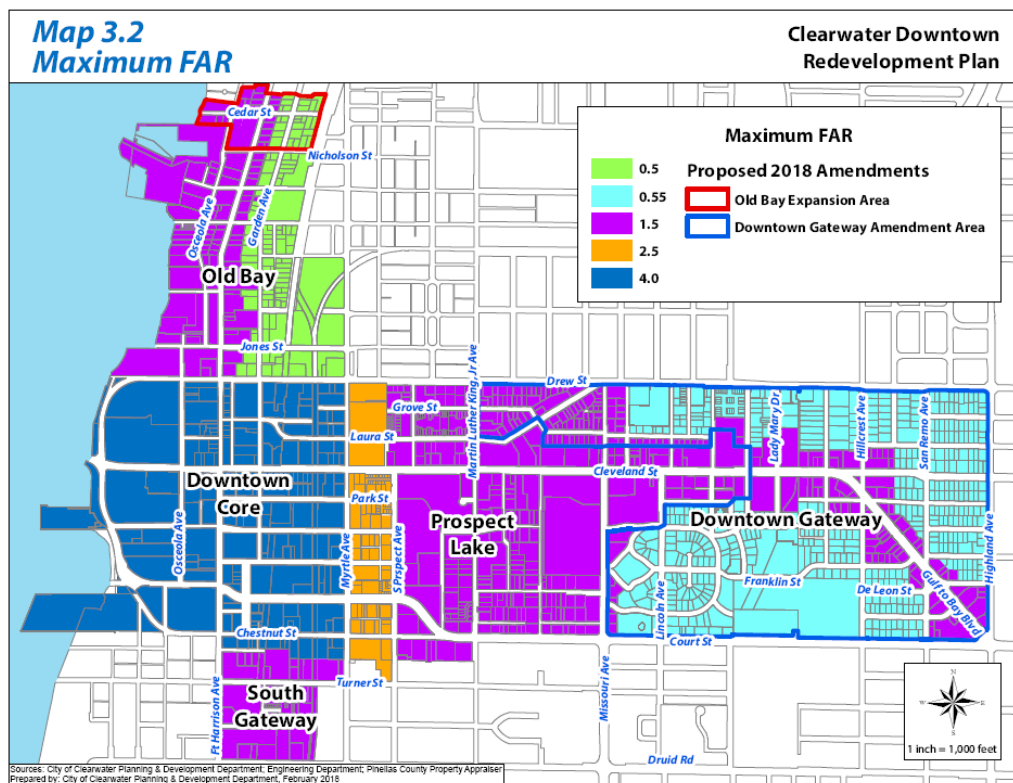 Map 3.2
Maximum FAR
Clearwater Downtown
Redevelopment Plan
Maximum FAR
0.5
0.55
1.5
2.5
4.0
Proposed 2018 Amendments
Old Bay Expansion Area
Downtown Gateway Amendment Area
Cedar St
Nicholson St
Osceola Ave
Garden Ave
Old Bay
Jones St
Martin Luther King, Jr Ave
Drew St
Grove St
Laura St
Lady Mary Dr
Hillcrest Ave
San Remo Ave
Cleveland St
Downtown
Core
Park St
Prospect
Lake
Downtown Gateway
Osceola Ave
Myrtle Ave
S Prspect Ave
Highland Ave
Franklin St
De Leon St
Lincoln Ave
Gulf to Bay Blvd
Chestnut St
Court St
Turner St
South
Gateway
Ft Harrison Ave
Missouri Ave
Druid Rd
N
W
E
S
1 inch = 1,000 feet
Sources: City of Clearwater Planning & Development Department; Engineering Department; Pinellas County Property Appraiser
Prepared by: City of Clearwater Planning & Development Department, February 2018